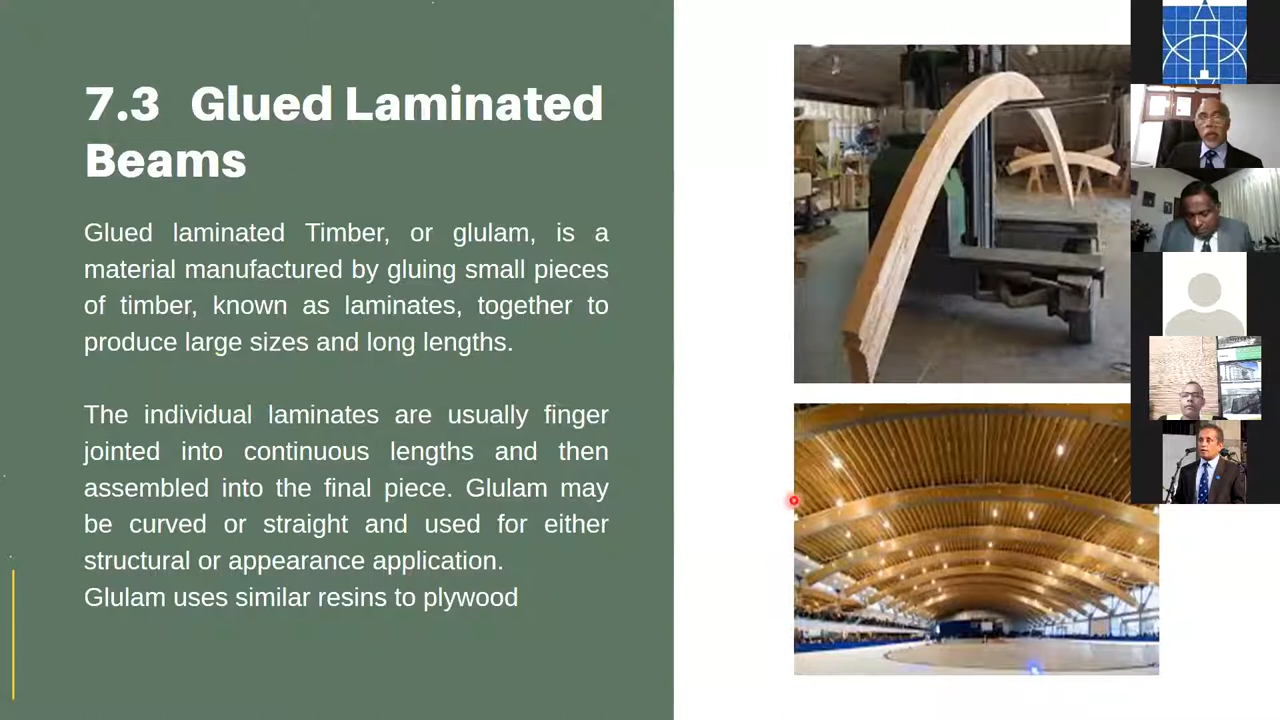 7.3 Glued Laminated
Beams
Glued laminated Timber, or glulam, is a
material manufactured by gluing small pieces
of timber, known as laminates, together to
produce large sizes and long lengths.
The individual laminates are usually finger
jointed into continuous lengths and then
assembled into the final piece. Glulam may
be curved or straight and used for either
structural or appearance application.
Glulam uses similar resins to plywood